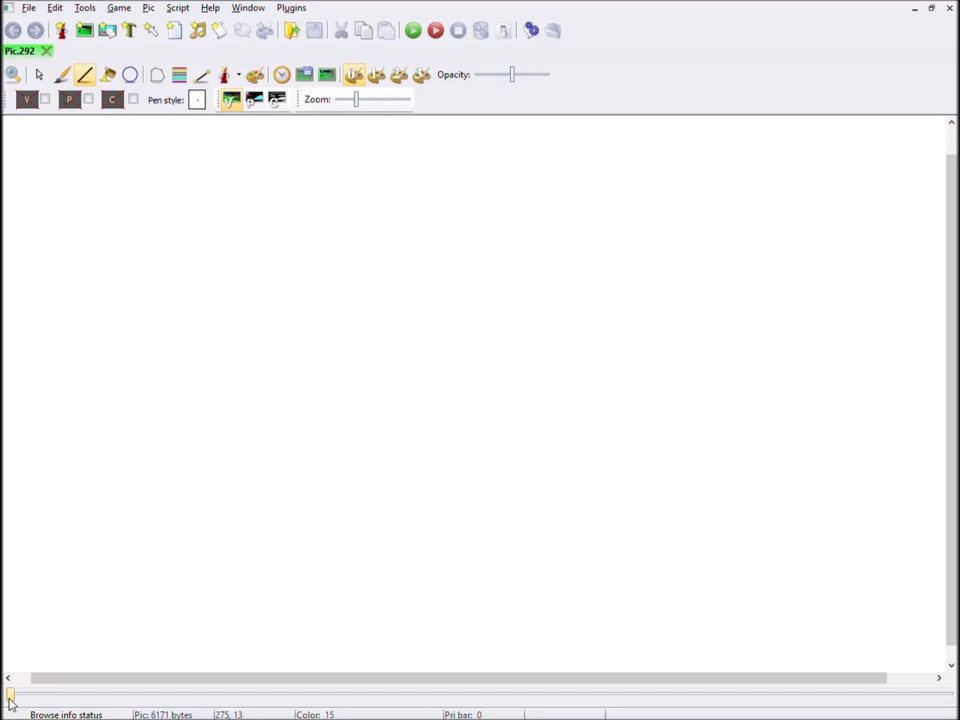 File Edit Tools Game Pic Script Help Window Plugins
Pic.292
Opacity:
V P C Pen style: V P C Zoom:
Browse info status Pic: 6171 bytes 275, 13 Color: 15 Pri bar: 0